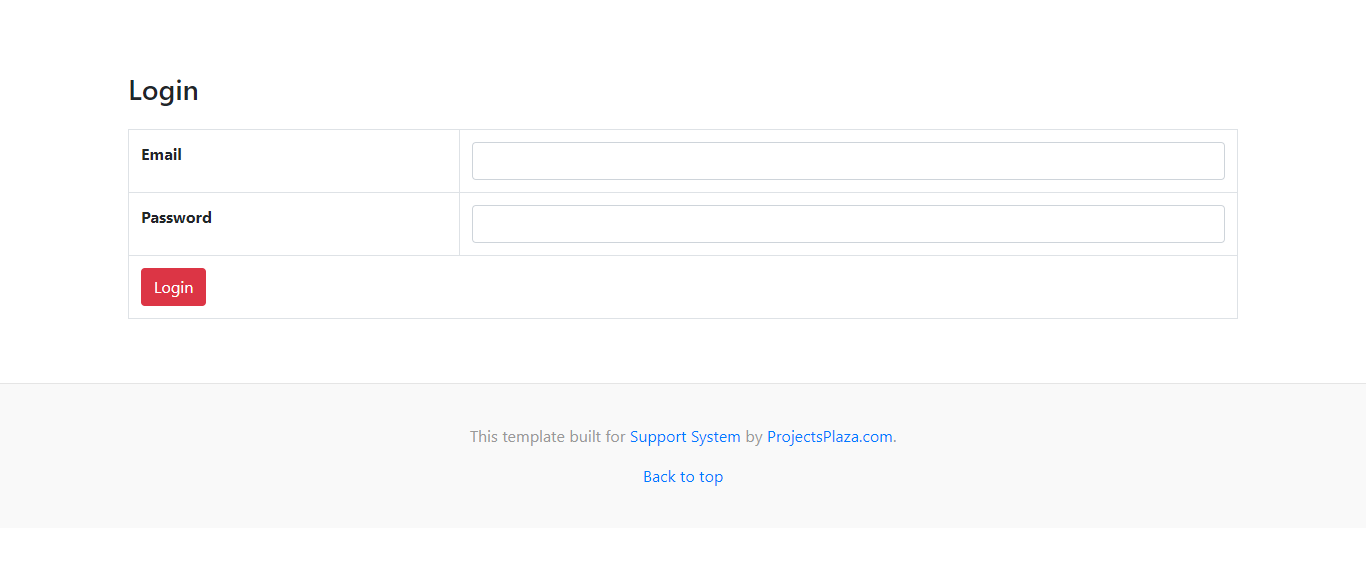 Login
Email
Password
Login
This template built for Support System by ProjectsPlaza.com.
Back to top